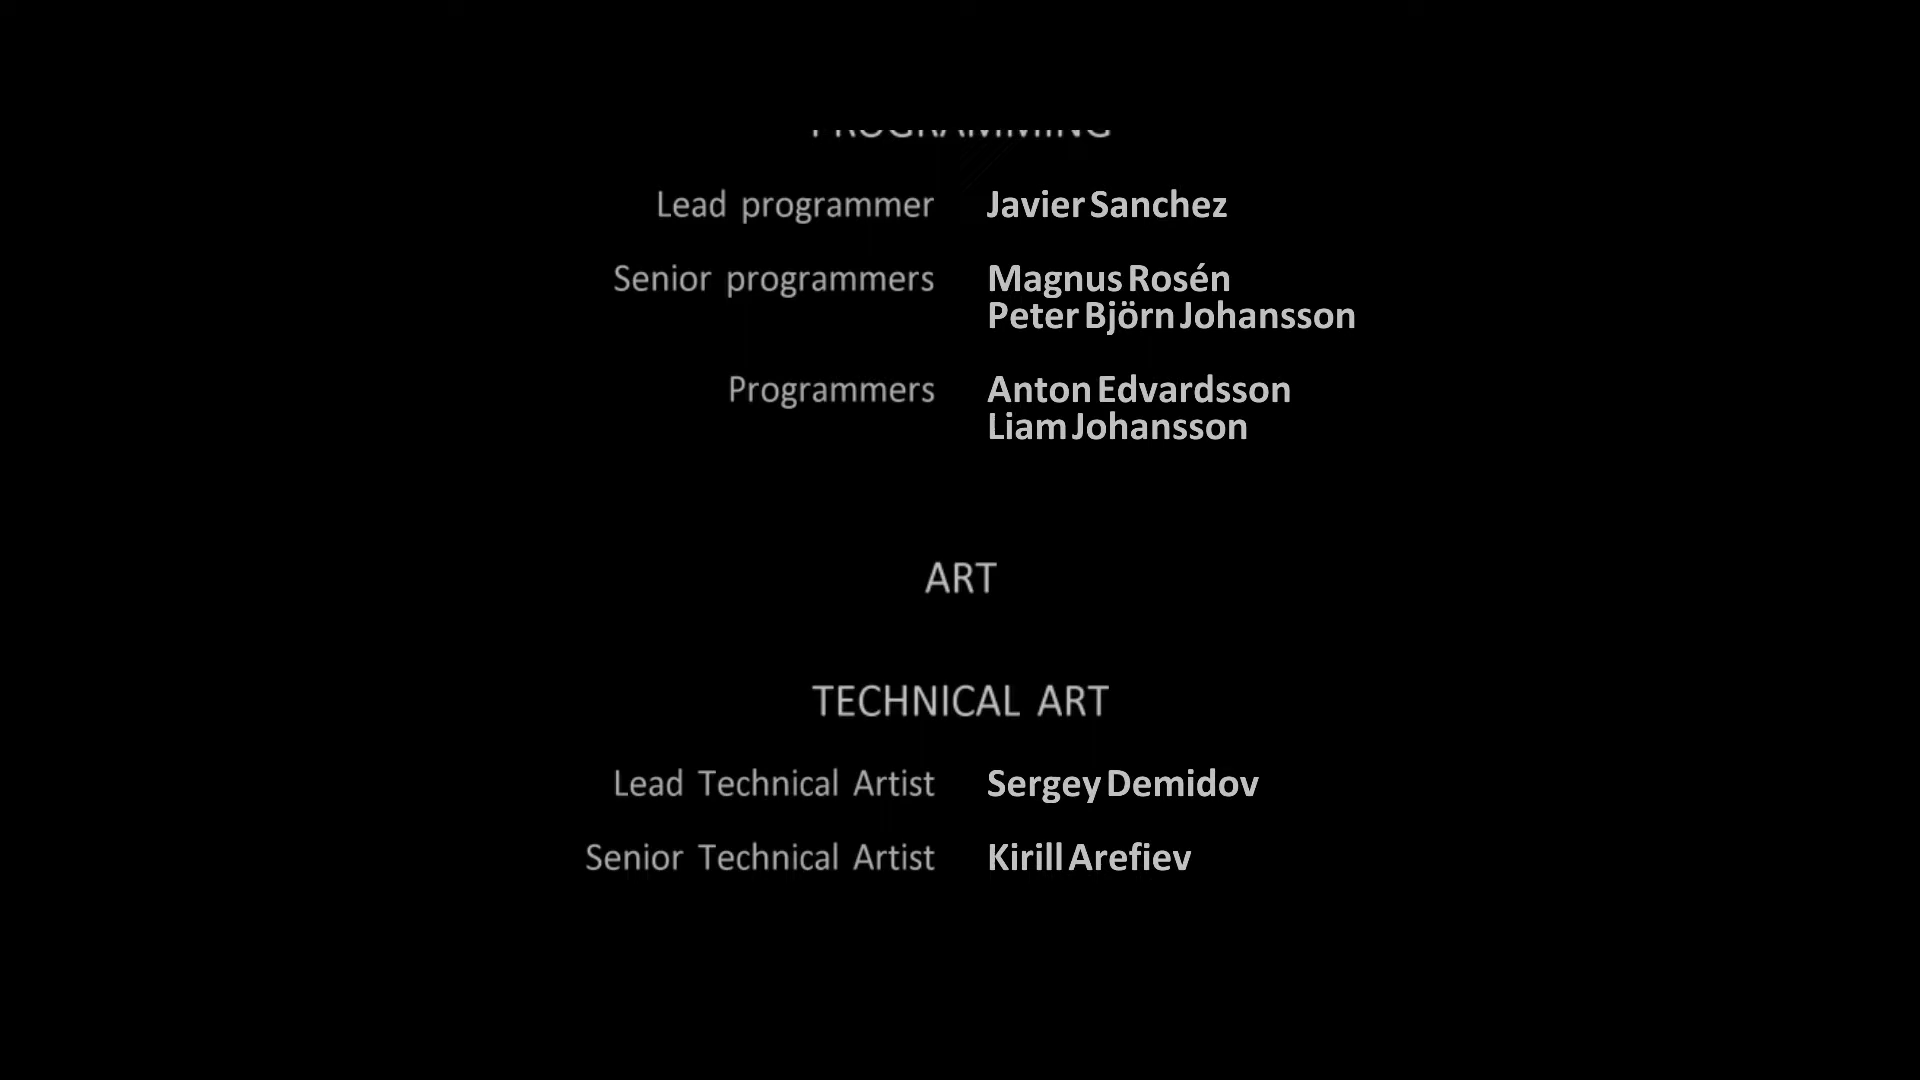 PROGRAMMING
Lead programmer Javier Sanchez
Senior programmers Magnus Rosén
Peter Björn Johansson
Programmers Anton Edvardsson
Liam Johansson
ART
TECHNICAL ART
Lead Technical Artist Sergey Demidov
Senior Technical Artist Kirill Arefiev